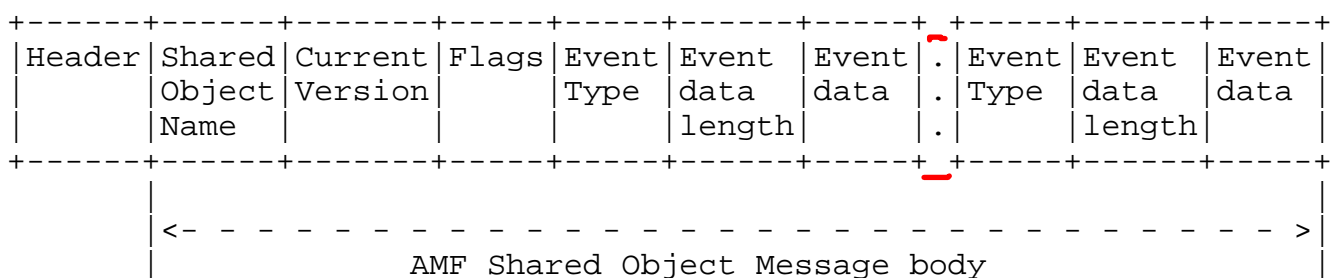 +------+------+-------+-----+-----+------+-----+ +-----+------+-----+
|Header|Shared|Current|Flags|Event|Event |Event|.|Event|Event |Event|
|      |Object|Version|     |Type |data  |data |.|Type |data  |data |
|      |Name  |       |     |     |length|     |.|     |length|     |
+------+------+-------+-----+-----+------+-----+ +-----+------+-----+
       |                                                            |
       |<- - - - - - - - - - - - - - - - - - - - - - - - - - - - - >|
       |             AMF Shared Object Message body                 |